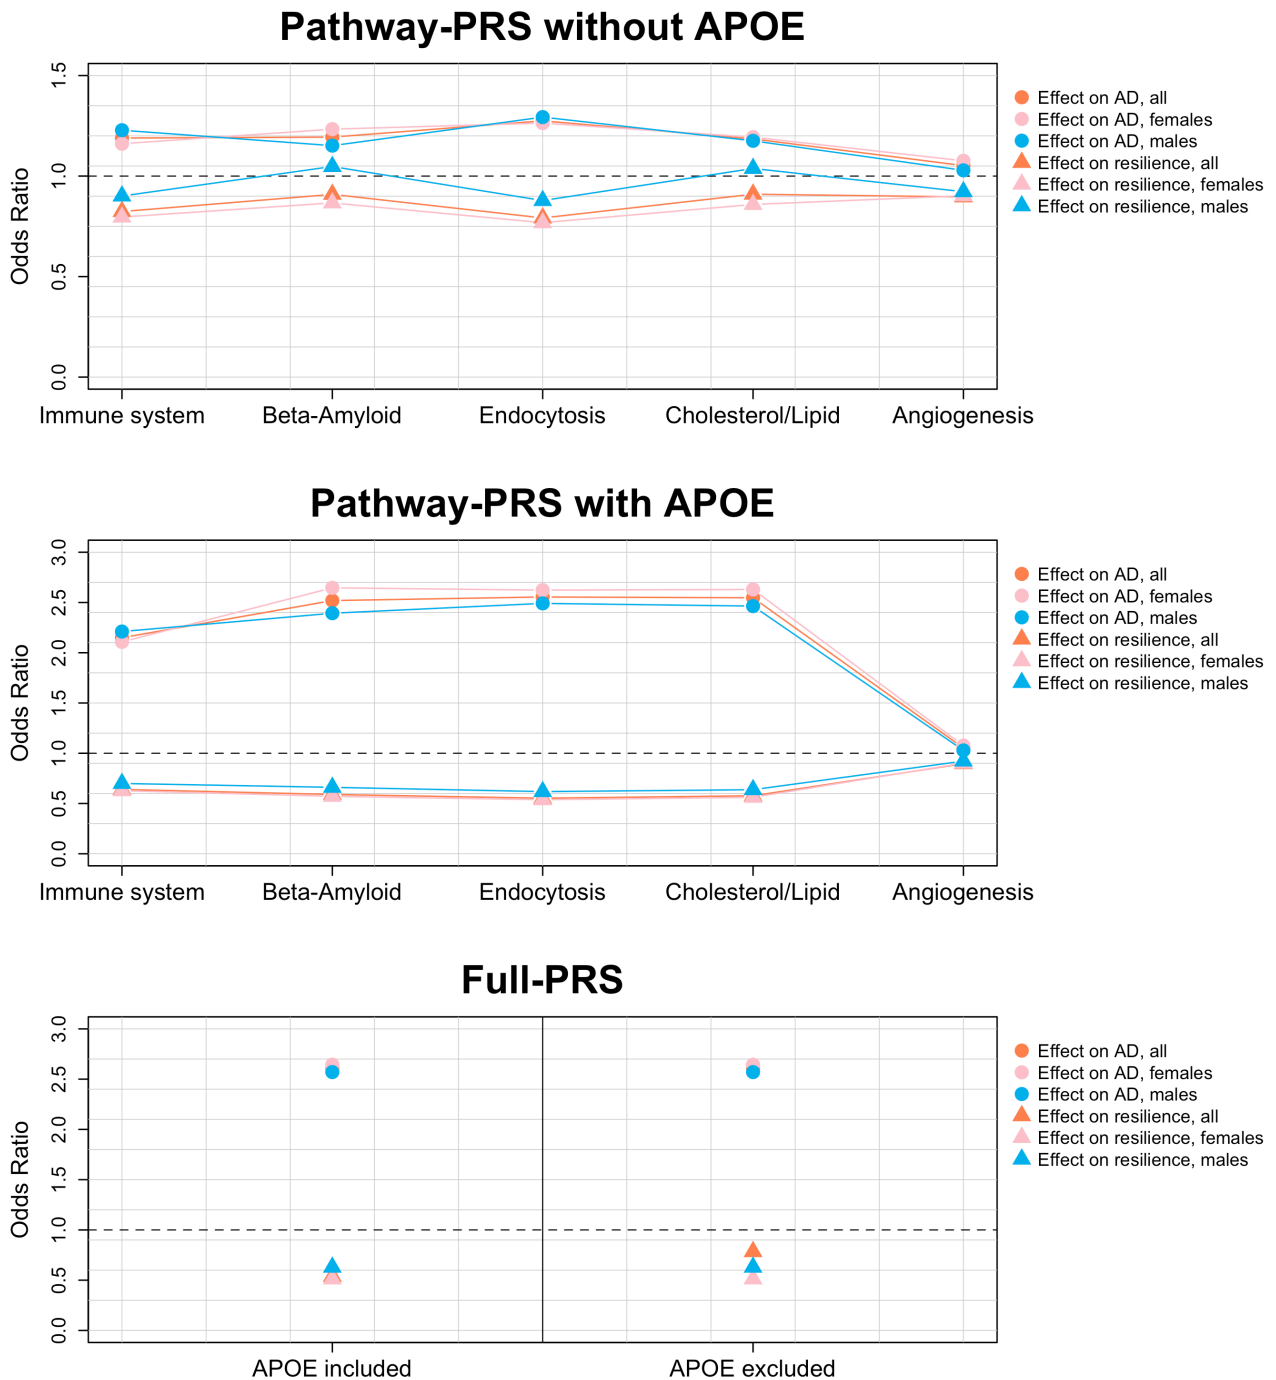 Pathway-PRS without APOE
Odds Ratio
1.5
1.0
0.5
0.0
Immune system
Beta-Amyloid
Endocytosis
Cholesterol/Lipid
Angiogenesis
Effect on AD, all
Effect on AD, females
Effect on AD, males
Effect on resilience, all
Effect on resilience, females
Effect on resilience, males
Pathway-PRS with APOE
Odds Ratio
3.0
2.5
2.0
1.5
1.0
0.5
0.0
Immune system
Beta-Amyloid
Endocytosis
Cholesterol/Lipid
Angiogenesis
Effect on AD, all
Effect on AD, females
Effect on AD, males
Effect on resilience, all
Effect on resilience, females
Effect on resilience, males
Full-PRS
Odds Ratio
3.0
2.5
2.0
1.5
1.0
0.5
0.0
APOE included
APOE excluded
Effect on AD, all
Effect on AD, females
Effect on AD, males
Effect on resilience, all
Effect on resilience, females
Effect on resilience, males